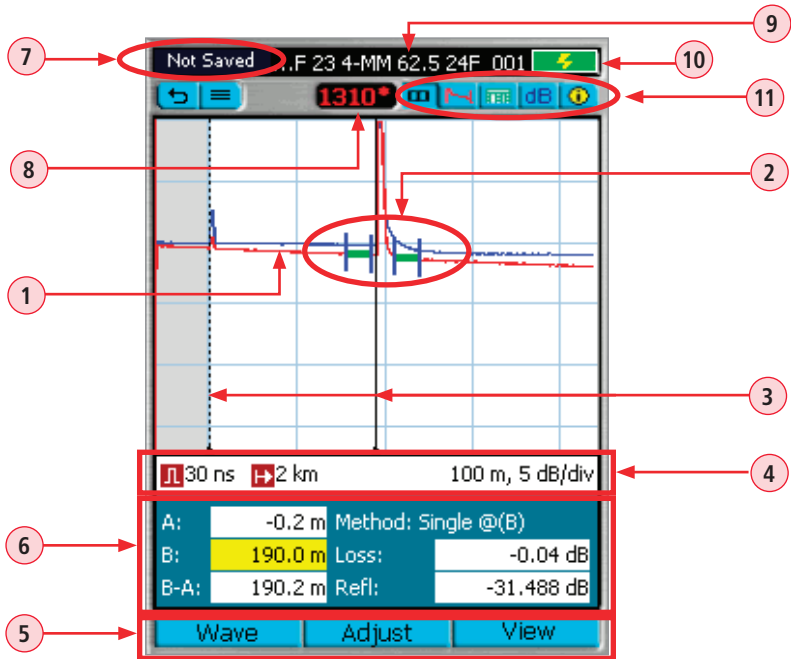 9
7
Not Saved ...F 23 4-MM 62.5 24F 001
10
1310* dB i
11
8
2
1
3
30 ns 2 km 100 m, 5 dB/div
4
A: -0.2 m Method: Single @(B)
6
B: 190.0 m Loss: -0.04 dB
B-A: 190.2 m Refl: -31.488 dB
5
Wave Adjust View